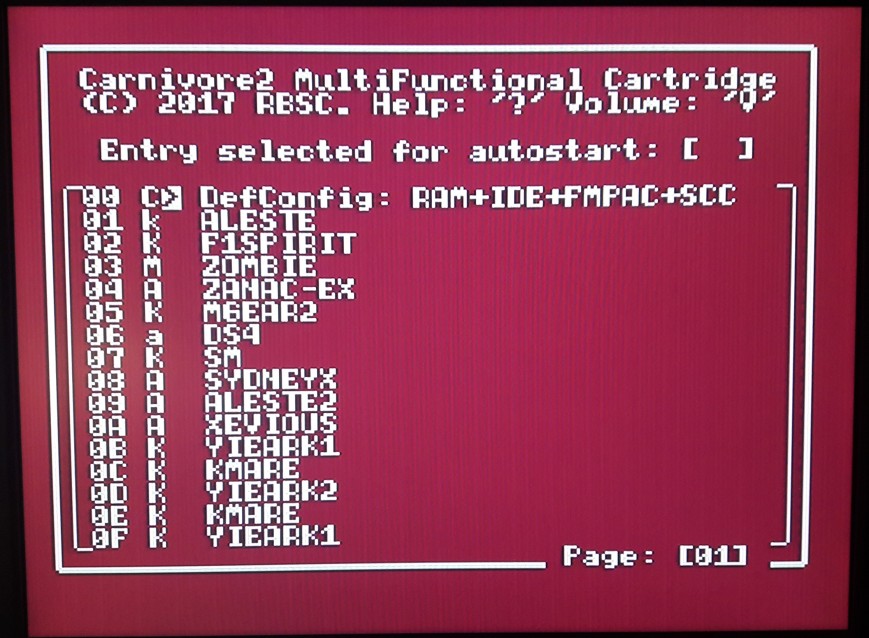 Carnivore2 MultiFunctional Cartridge
(C) 2017 RBSC. Help: '?' Volume: 'V'
Entry selected for autostart: [  ]
00 C> DefConfig: RAM+IDE+FMPAC+SCC
01 k ALESTE
02 K F1SPIRIT
03 M ZOMBIE
04 A ZANAC-EX
05 K MGEAR2
06 a DS4
07 K SM
08 A SYDNEYX
09 A ALESTE2
0A A XEVIOUS
0B K YIEARK1
0C K KMARE
0D K YIEARK2
0E K KMARE
0F K YIEARK1
Page: [01]